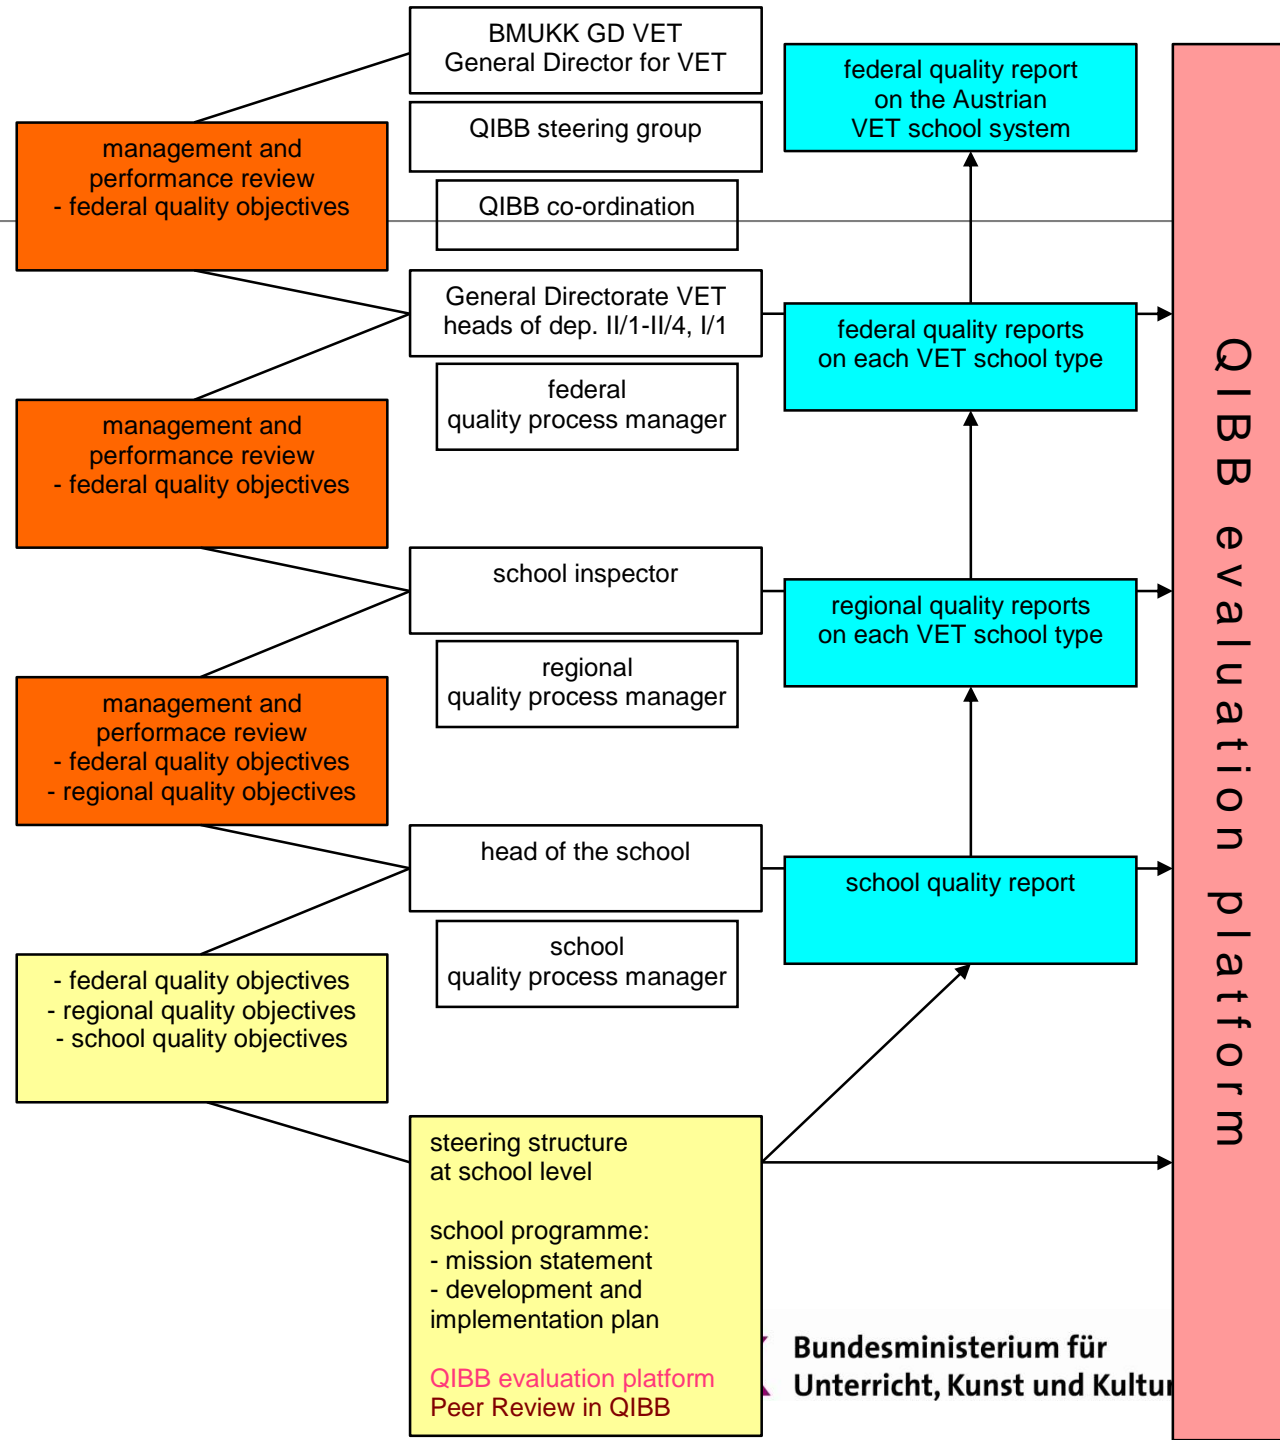 BMUKK GD VET
General Director for VET
federal quality report
on the Austrian
VET school system
QIBB steering group
management and
performance review
- federal quality objectives
QIBB co-ordination
General Directorate VET
heads of dep. II/1-II/4, I/1
federal quality reports
on each VET school type
federal
quality process manager
management and
performance review
- federal quality objectives
school inspector
regional quality reports
on each VET school type
regional
quality process manager
management and
performace review
- federal quality objectives
- regional quality objectives
head of the school
school quality report
school
quality process manager
- federal quality objectives
- regional quality objectives
- school quality objectives
steering structure
at school level
school programme:
- mission statement
- development and
implementation plan
QIBB evaluation platform
Peer Review in QIBB
Bundesministerium für
Unterricht, Kunst und Kultur
QIBB evaluation platform